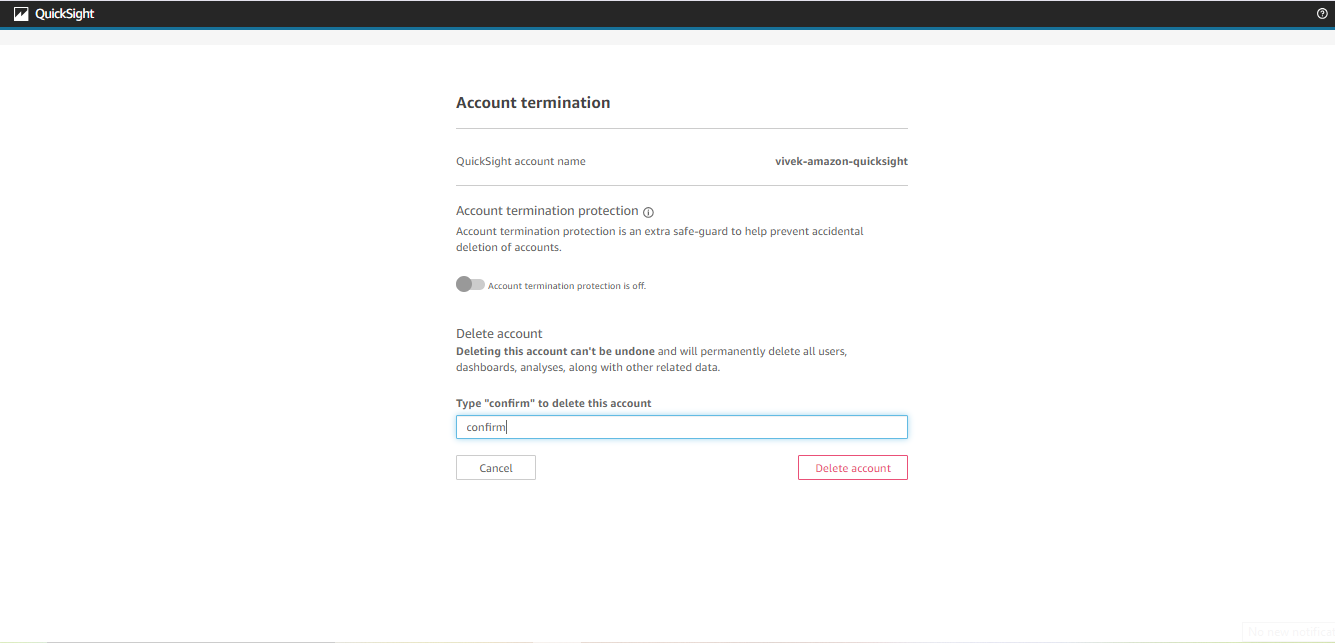 QuickSight
Account termination
QuickSight account name vivek-amazon-quicksight
Account termination protection
Account termination protection is an extra safe-guard to help prevent accidental
deletion of accounts.
Account termination protection is off.
Delete account
Deleting this account can't be undone and will permanently delete all users,
dashboards, analyses, along with other related data.
Type "confirm" to delete this account
confirm
Cancel Delete account
No new